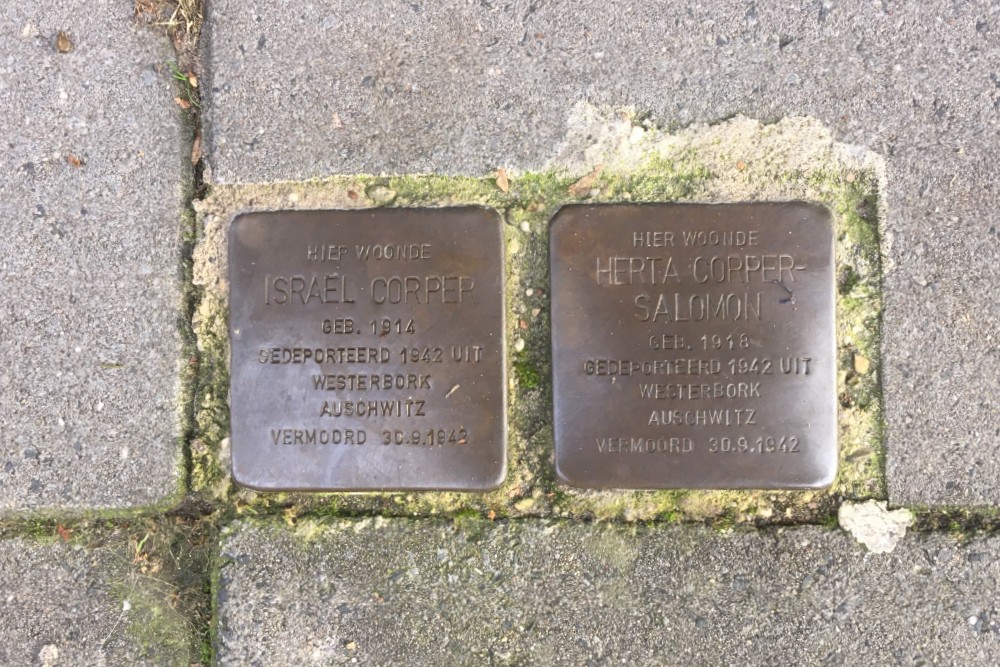 HIER WOONDE
ISRAËL CORPER
GEB. 1914
GEDEPORTEERD 1942 UIT
WESTERBORK
AUSCHWITZ
VERMOORD 30.9.1942
HIER WOONDE
HERTA COPPER-
SALOMON
GEB. 1918
GEDEPORTEERD 1942 UIT
WESTERBORK
AUSCHWITZ
VERMOORD 30.9.1942